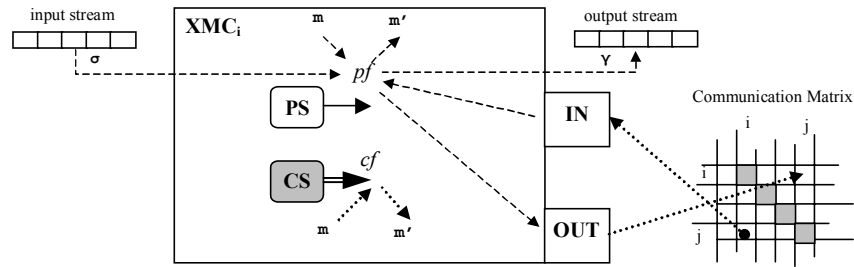 input stream
σ
XMCᵢ
m
m'
pf
output stream
γ
PS
IN
Communication Matrix
i
j
cf
i
CS
m
m'
OUT
j